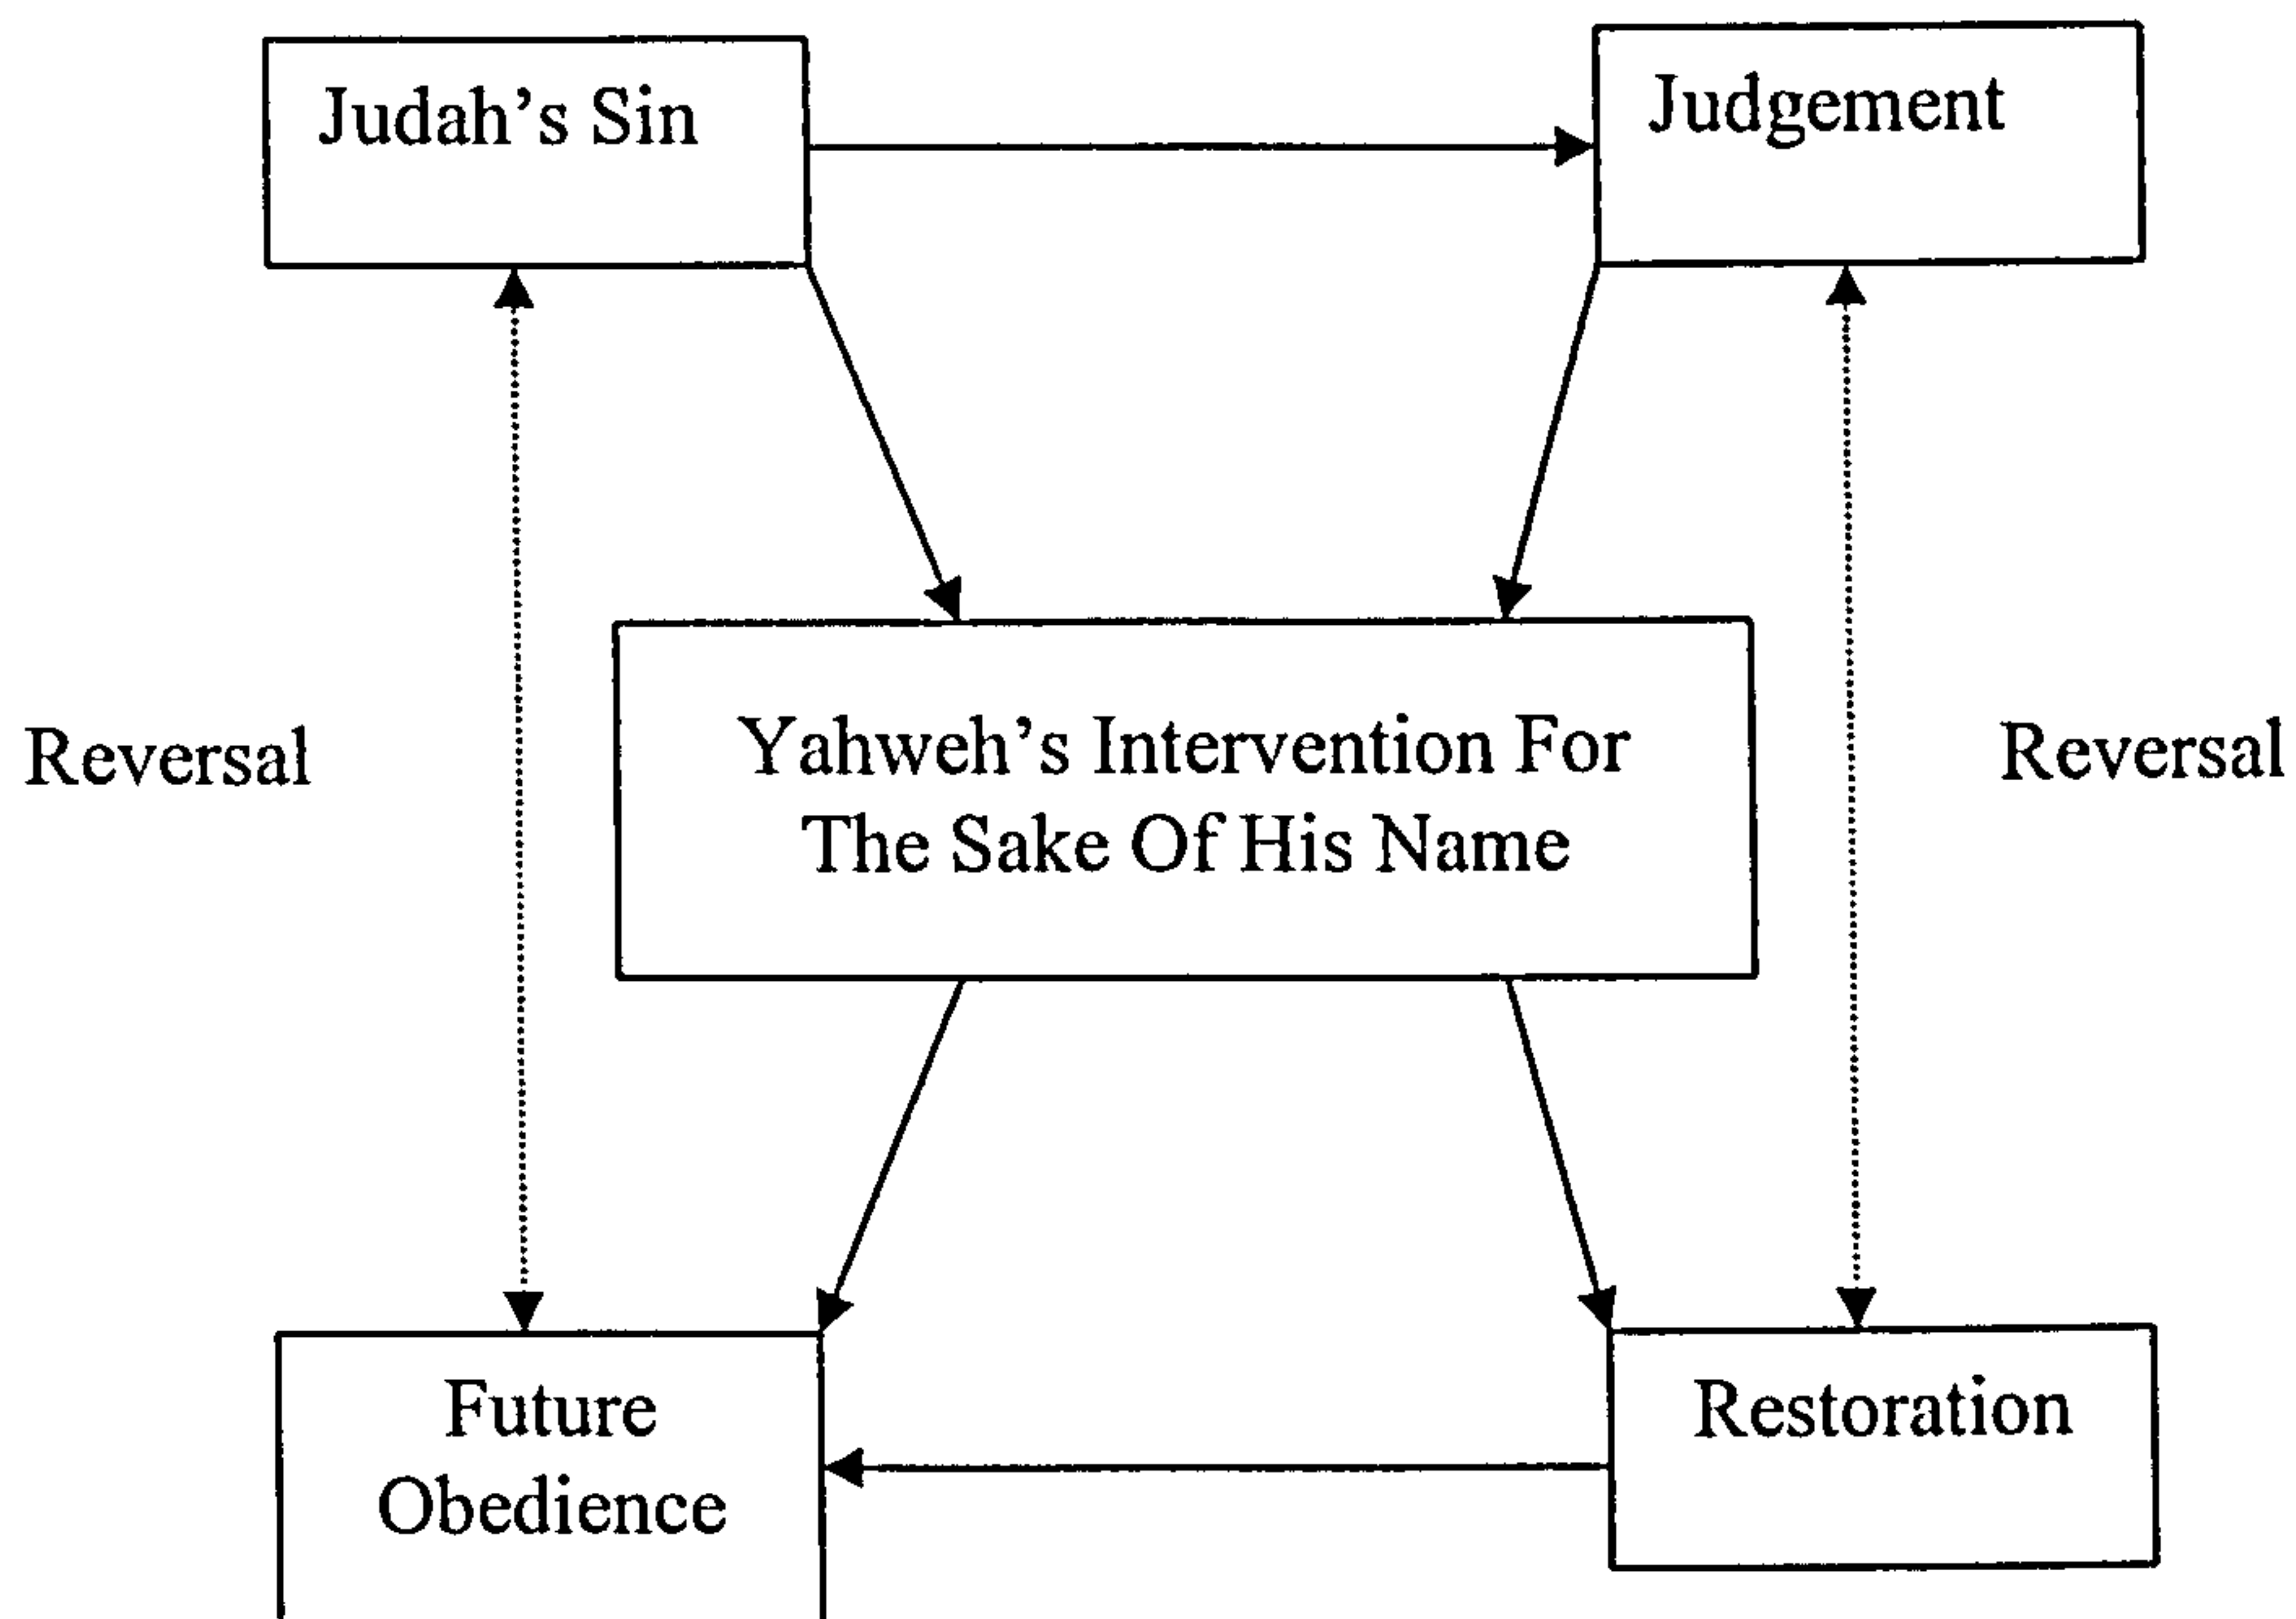 Judah’s Sin
Judgement
Reversal
Yahweh’s Intervention For
The Sake Of His Name
Reversal
Future
Obedience
Restoration